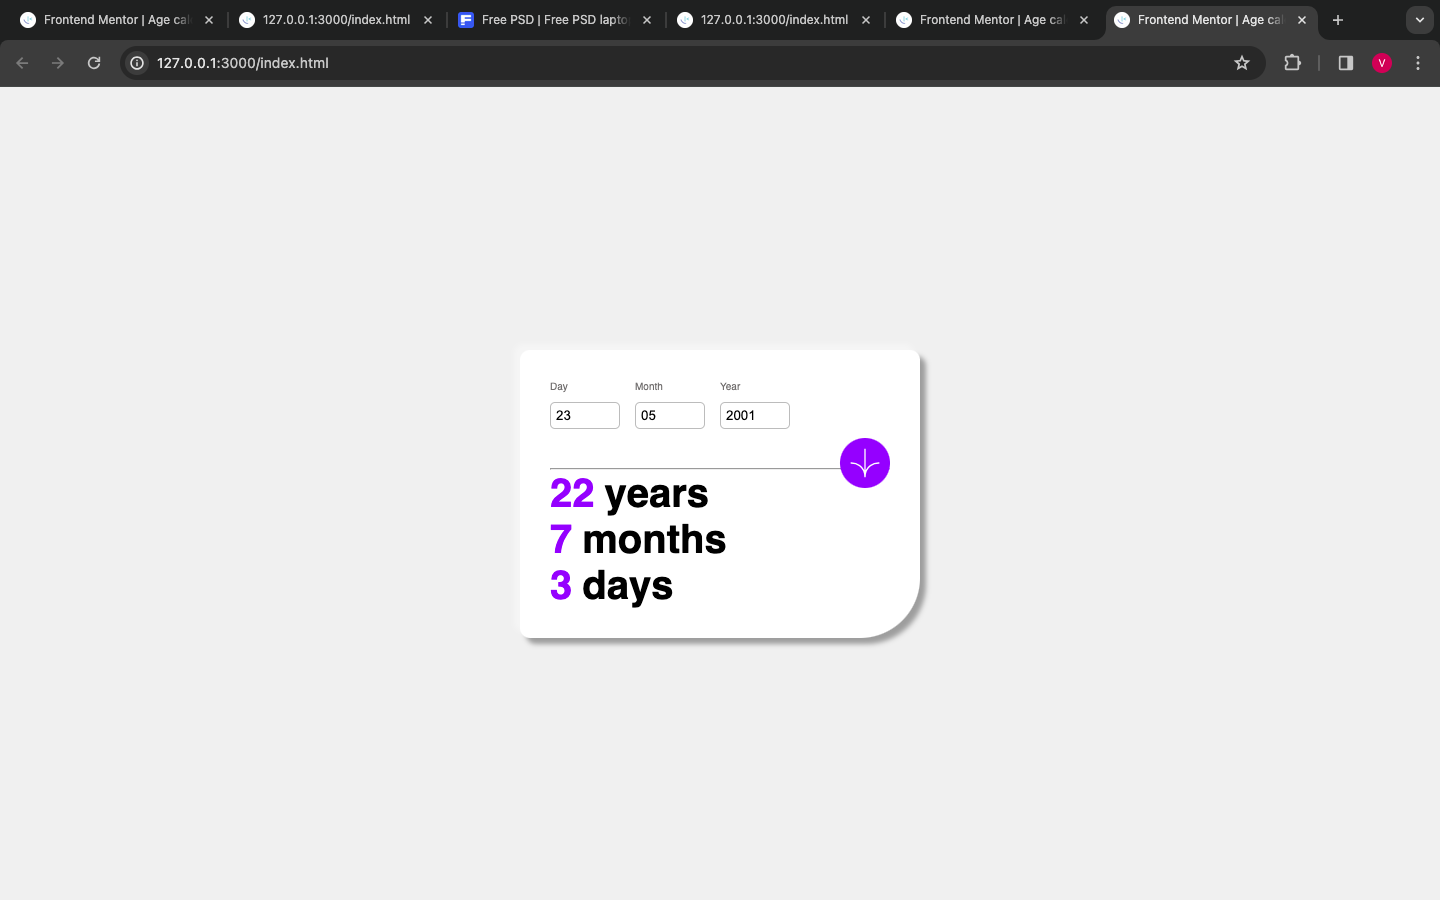 Frontend Mentor | Age cal
127.0.0.1:3000/index.html
Free PSD | Free PSD lapto
127.0.0.1:3000/index.html
Frontend Mentor | Age cal
Frontend Mentor | Age cal
127.0.0.1:3000/index.html
V
Day Month Year
23 05 2001
22 years
7 months
3 days